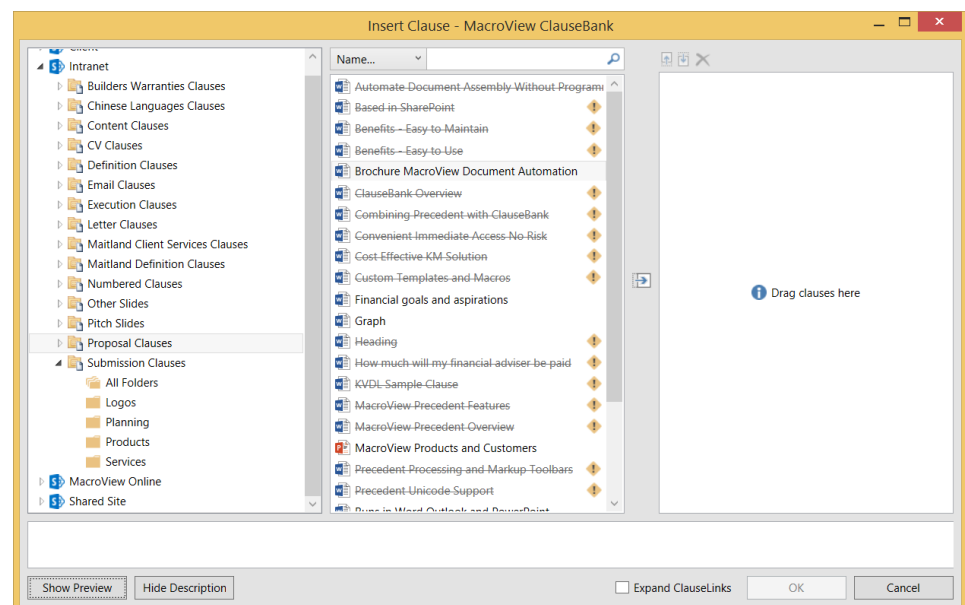 Insert Clause - MacroView ClauseBank
Client
Intranet
Builders Warranties Clauses
Chinese Languages Clauses
Content Clauses
CV Clauses
Definition Clauses
Email Clauses
Execution Clauses
Letter Clauses
Maitland Client Services Clauses
Maitland Definition Clauses
Numbered Clauses
Other Slides
Pitch Slides
Proposal Clauses
Submission Clauses
All Folders
Logos
Planning
Products
Services
MacroView Online
Shared Site
Name...
Automate Document Assembly Without
Based in SharePoint
Benefits - Easy to Maintain
Benefits - Easy to Use
Brochure MacroView Document Automation
ClauseBank Overview
Combining Precedent with ClauseBank
Convenient Immediate Access No Risk
Cost Effective KM Solution
Custom Templates and Macros
Financial goals and aspirations
Graph
Heading
How much will my financial adviser be paid
KVDL Sample Clause
MacroView Precedent Features
MacroView Precedent Overview
MacroView Products and Customers
Precedent Processing and Markup Toolbars
Precedent Unicode Support
Runs in Word Outlook and PowerPoint
Drag clauses here
Show Preview
Hide Description
Expand ClauseLinks
OK
Cancel